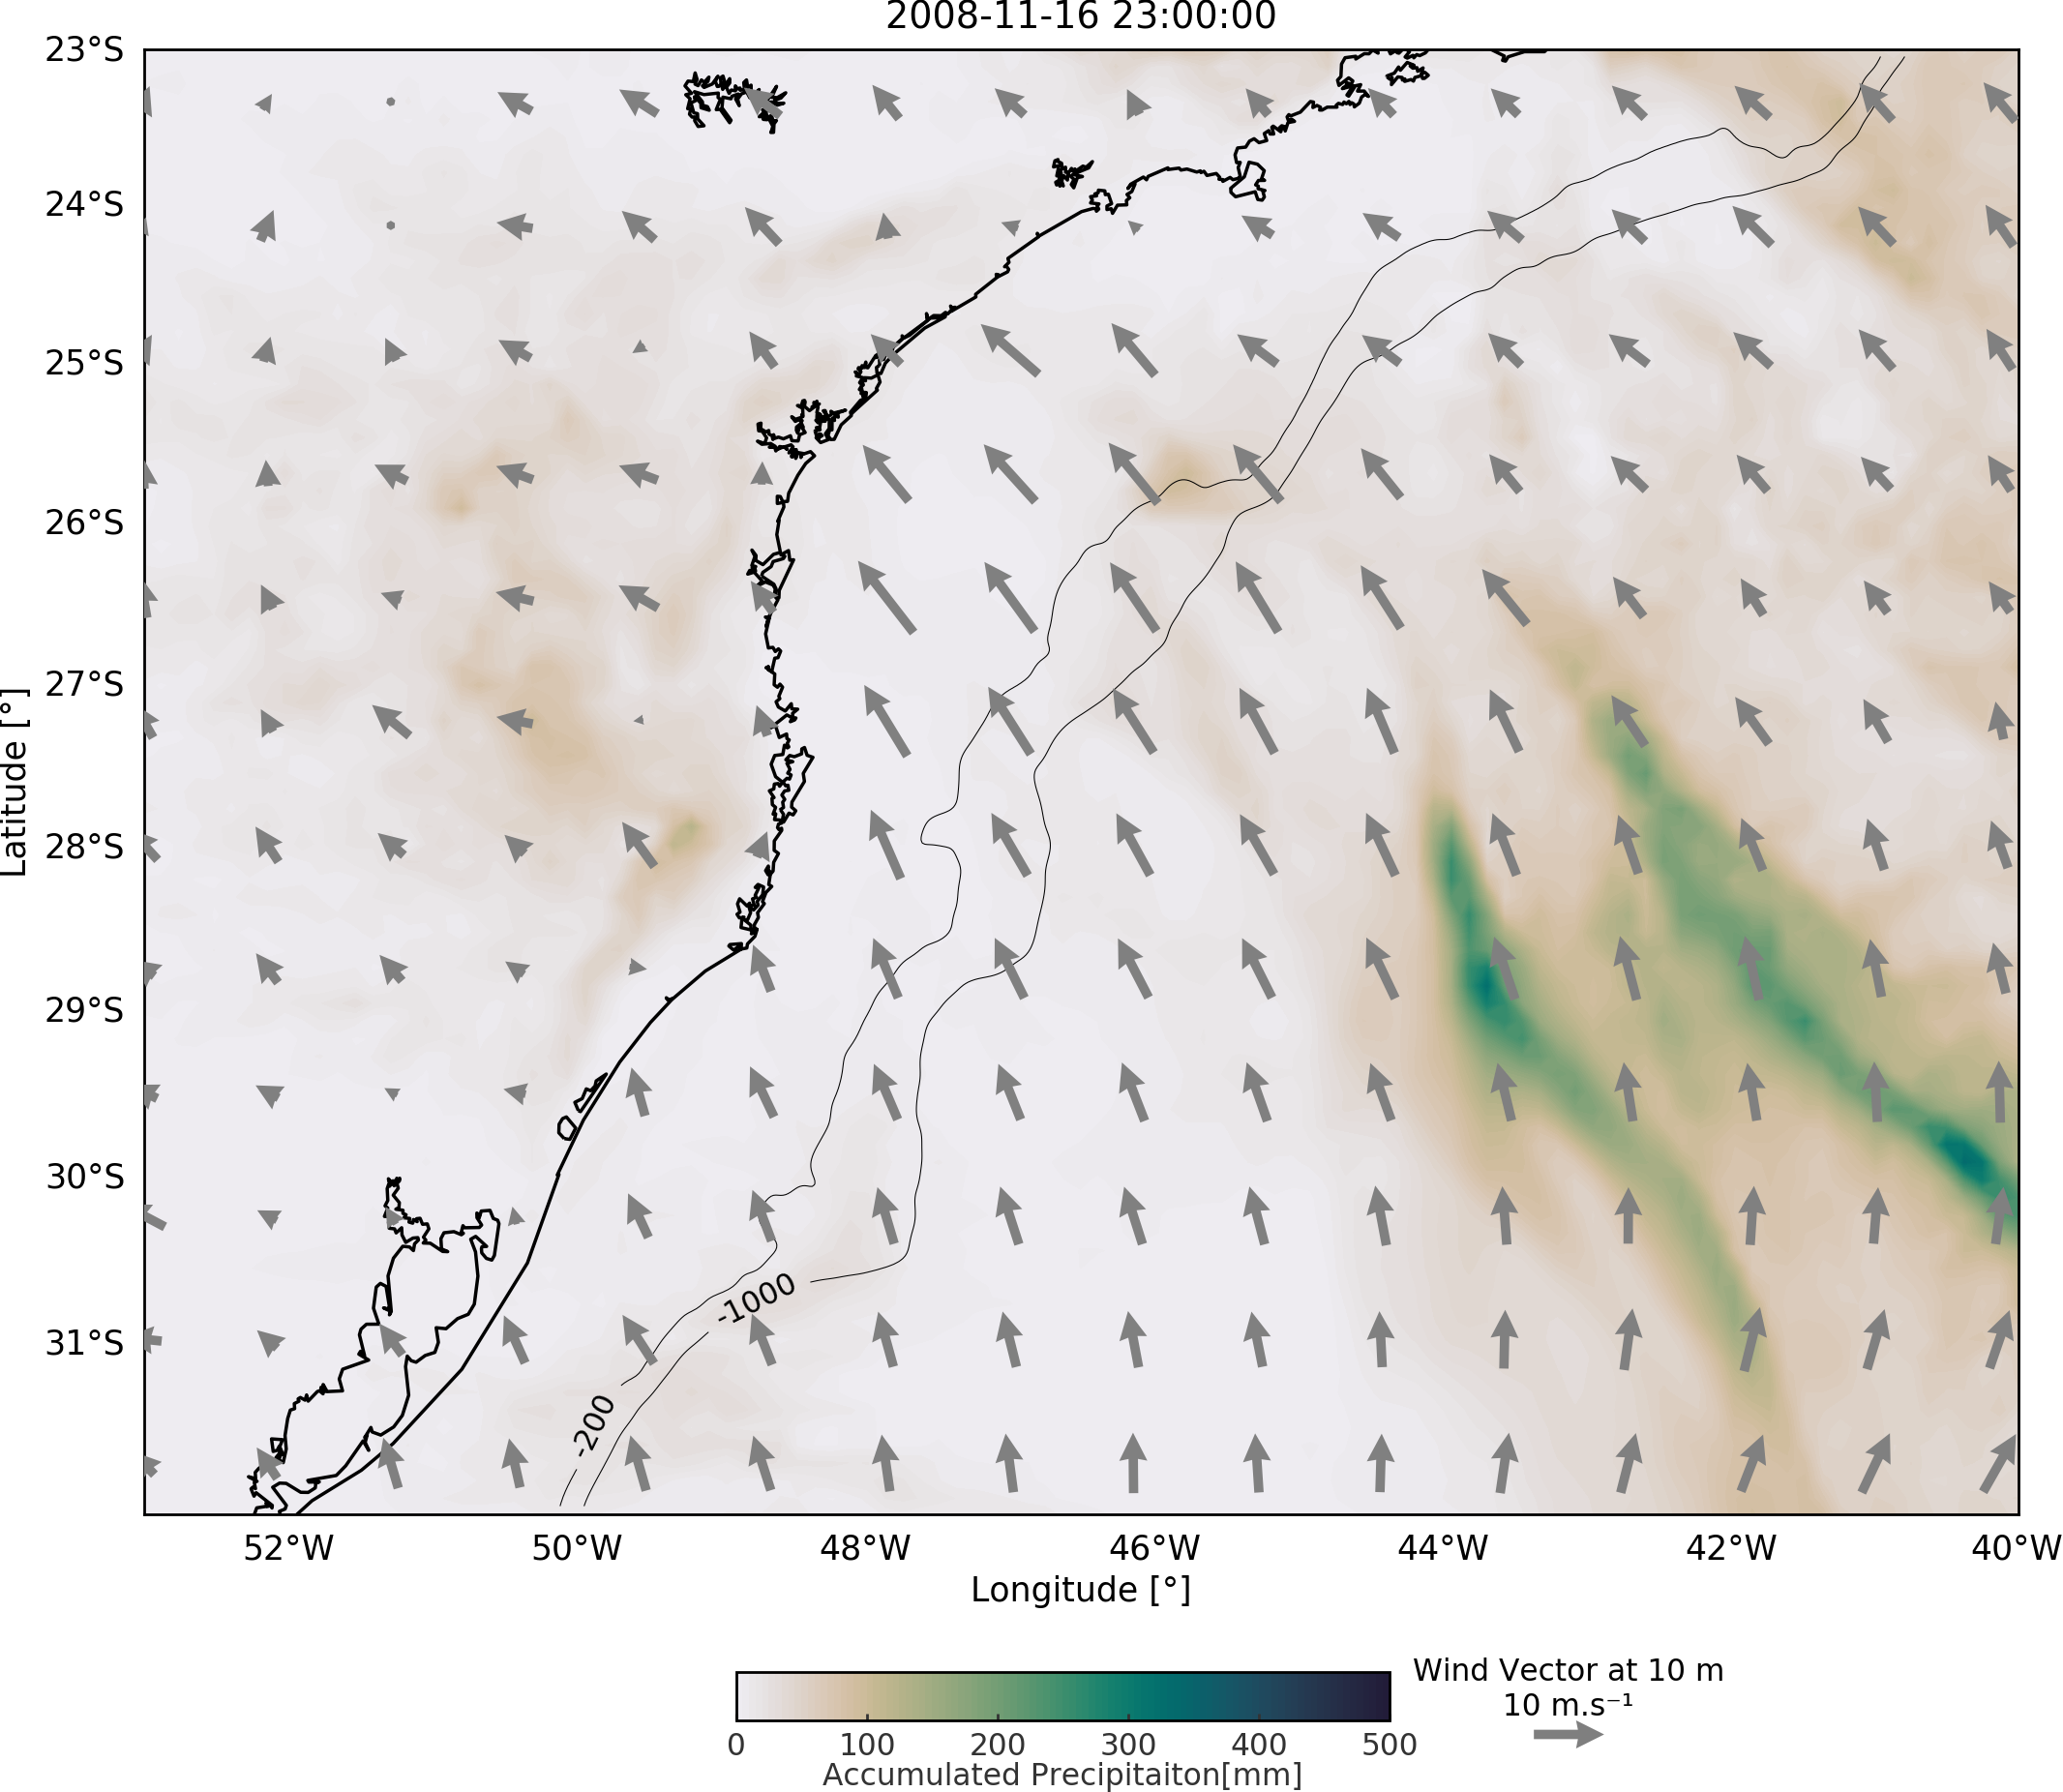 2008-11-16 23:00:00
23°S
24°S
25°S
26°S
27°S
28°S
29°S
30°S
31°S
Latitude [°]
-1000
-200
52°W 50°W 48°W 46°W 44°W 42°W 40°W
Longitude [°]
Wind Vector at 10 m
10 m.s⁻¹
0 100 200 300 400 500
Accumulated Precipitaiton[mm]